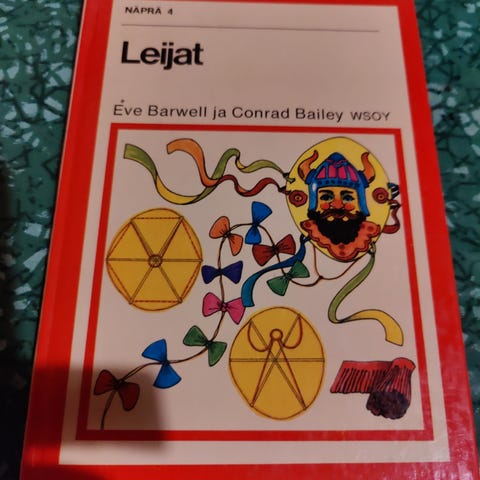 NÄPRÄ 4
Leijat
Eve Barwell ja Conrad Bailey WSOY